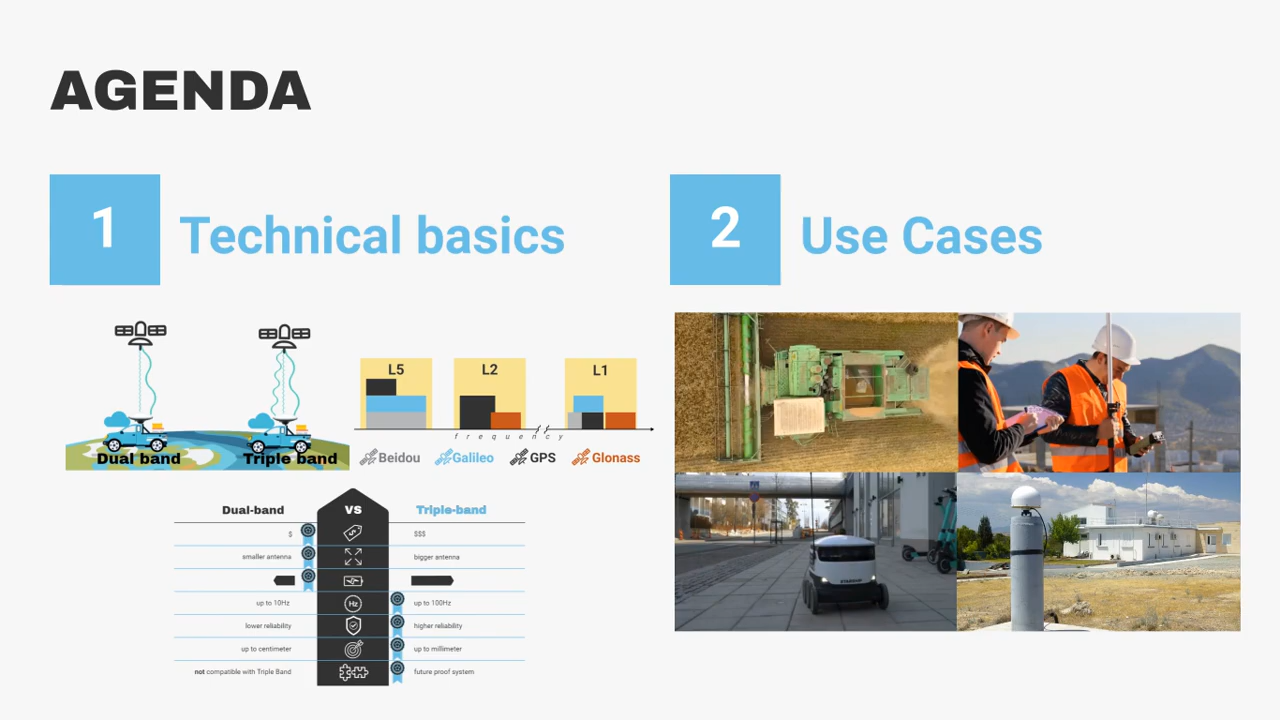 AGENDA
1
Technical basics
2
Use Cases
Dual band
Triple band
L5
L2
L1
frequency
Beidou
Galileo
GPS
Glonass
Dual-band
VS
Triple-band
$
$$$
smaller antenna
bigger antenna
up to 10Hz
Hz
up to 100Hz
lower reliability
higher reliability
up to centimeter
up to millimeter
not compatible with Triple Band
future proof system